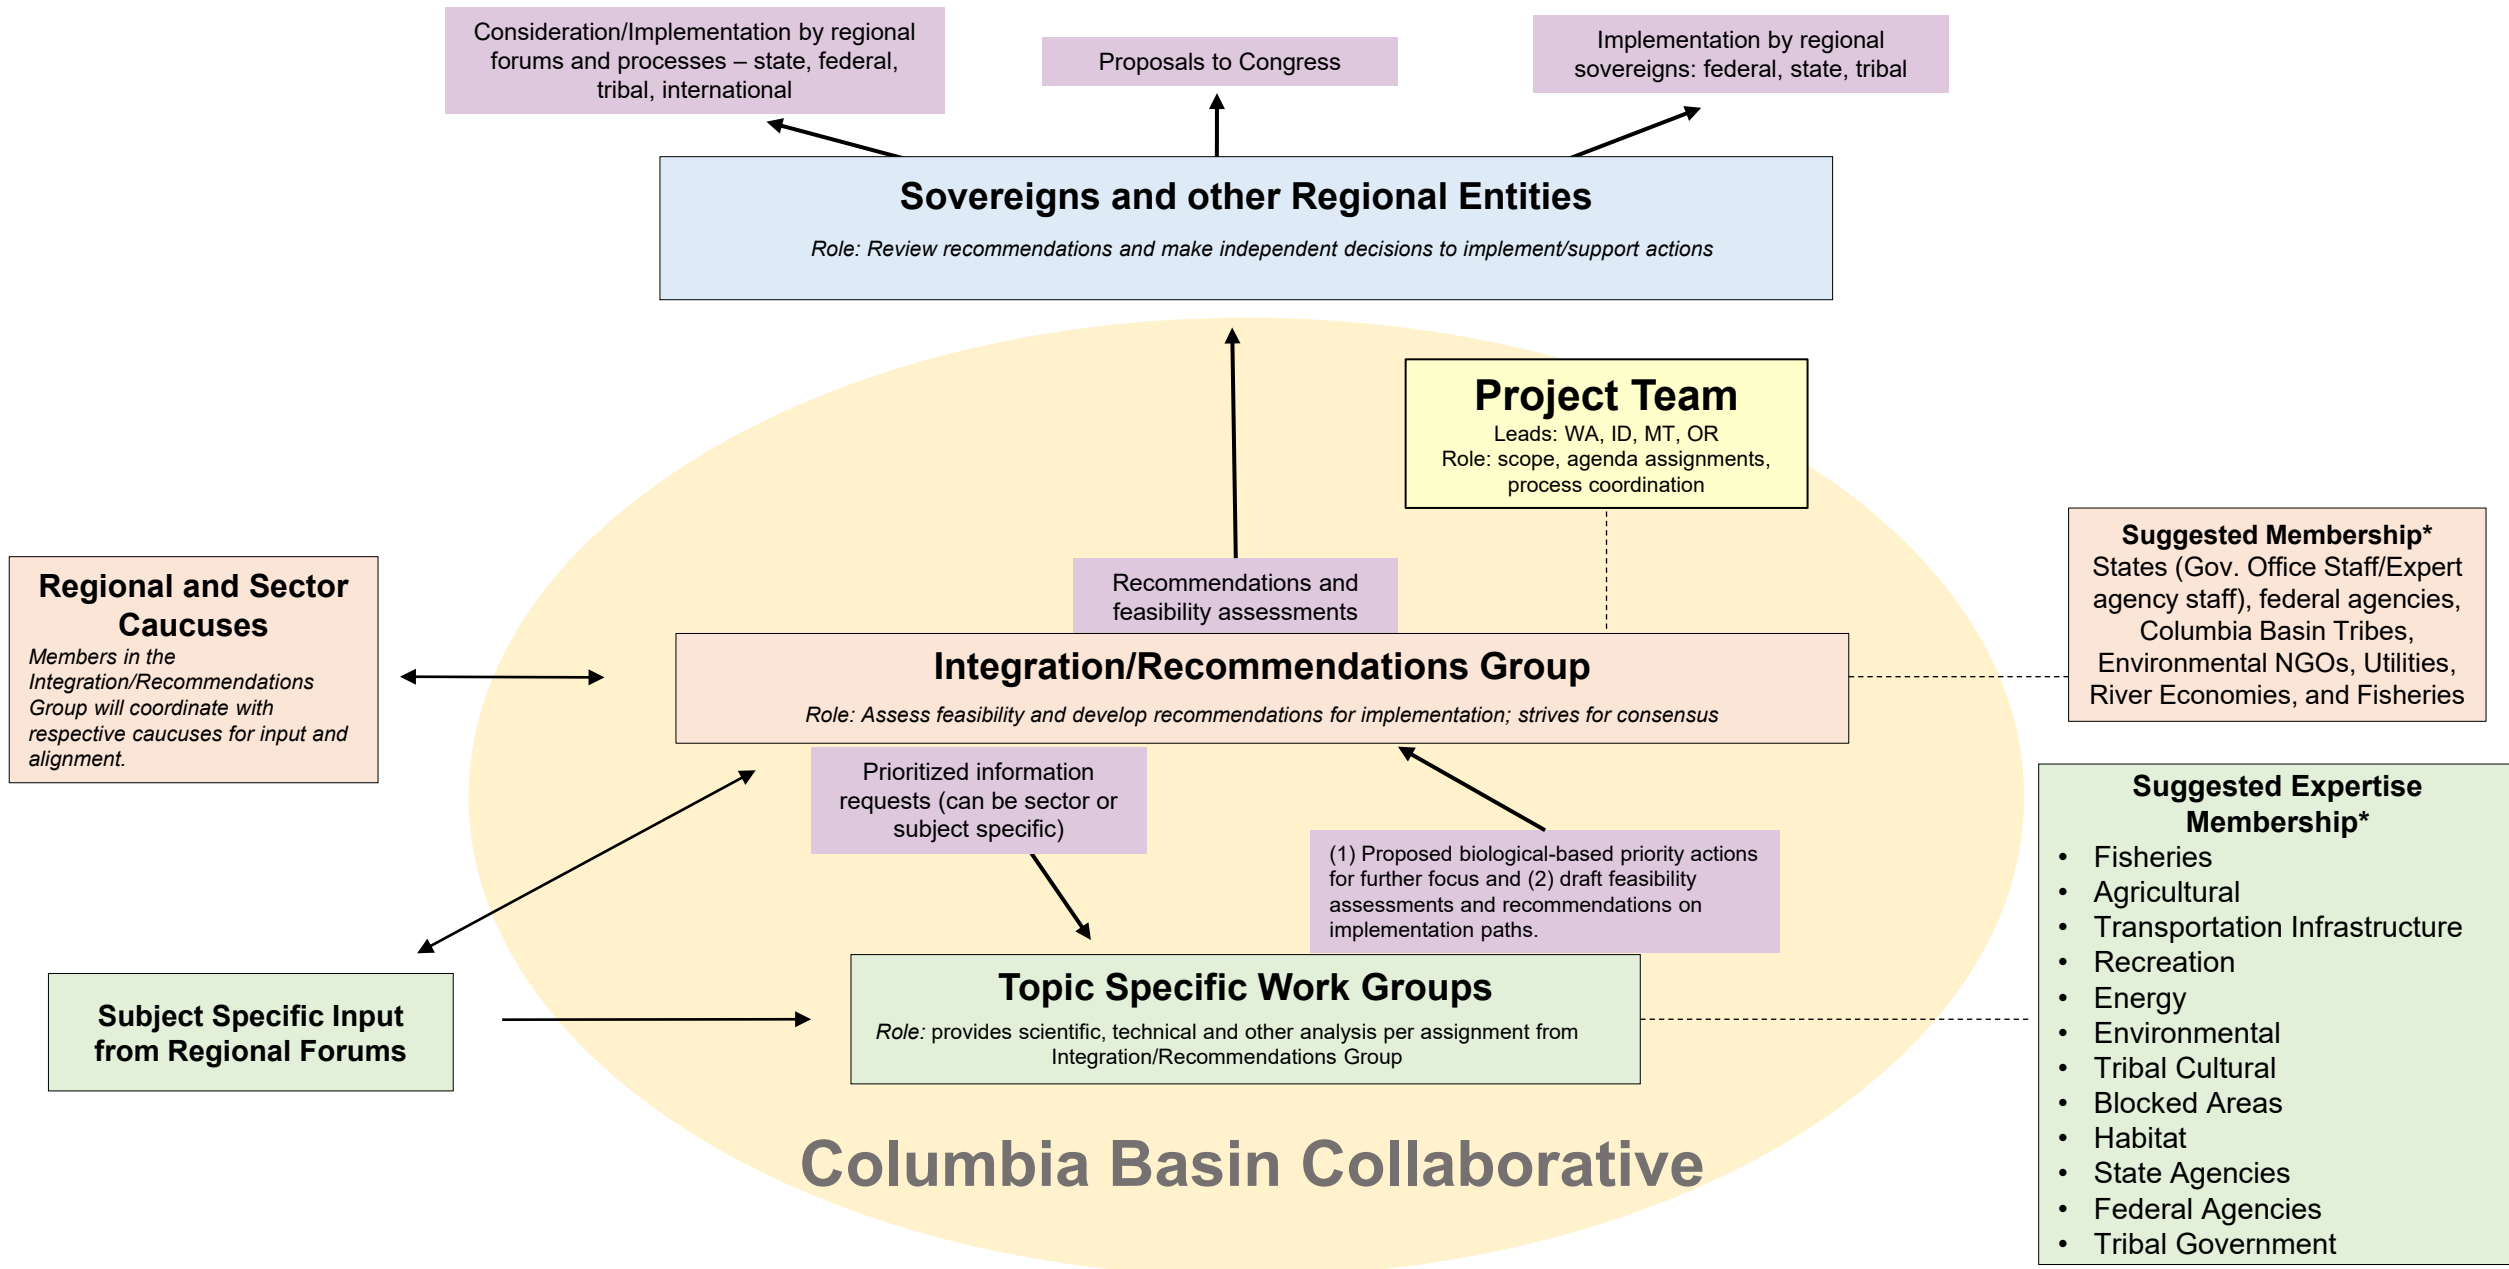 Consideration/Implementation by regional
forums and processes – state, federal,
tribal, international
Proposals to Congress
Implementation by regional
sovereigns: federal, state, tribal
Sovereigns and other Regional Entities
Role: Review recommendations and make independent decisions to implement/support actions
Project Team
Leads: WA, ID, MT, OR
Role: scope, agenda assignments,
process coordination
Recommendations and
feasibility assessments
Regional and Sector
Caucuses
Members in the
Integration/Recommendations
Group will coordinate with
respective caucuses for input and
alignment.
Integration/Recommendations Group
Role: Assess feasibility and develop recommendations for implementation; strives for consensus
Suggested Membership*
States (Gov. Office Staff/Expert
agency staff), federal agencies,
Columbia Basin Tribes,
Environmental NGOs, Utilities,
River Economies, and Fisheries
Prioritized information
requests (can be sector or
subject specific)
(1) Proposed biological-based priority actions
for further focus and (2) draft feasibility
assessments and recommendations on
implementation paths.
Subject Specific Input
from Regional Forums
Topic Specific Work Groups
Role: provides scientific, technical and other analysis per assignment from
Integration/Recommendations Group
Suggested Expertise
Membership*
• Fisheries
• Agricultural
• Transportation Infrastructure
• Recreation
• Energy
• Environmental
• Tribal Cultural
• Blocked Areas
• Habitat
• State Agencies
• Federal Agencies
• Tribal Government
Columbia Basin Collaborative